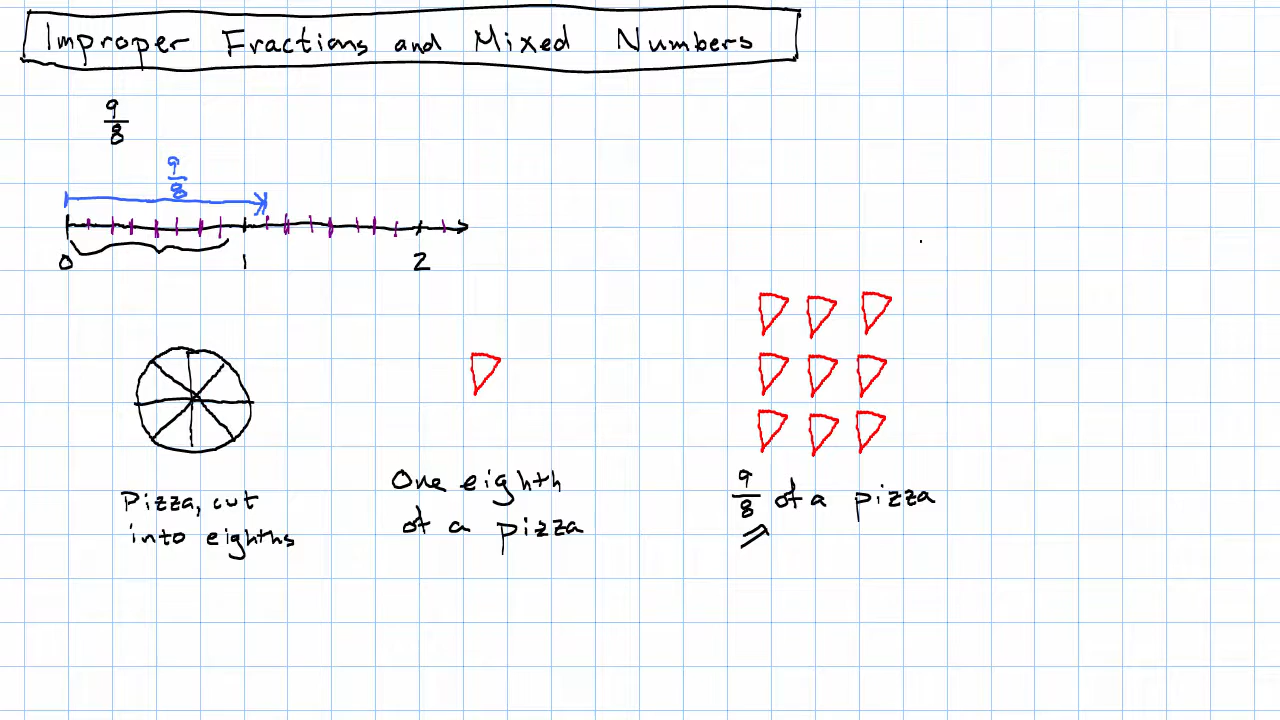 Improper Fractions and Mixed Numbers
9/8
9/8
0 1 2
Pizza, cut
into eighths
One eighth
of a pizza
9/8 of a pizza